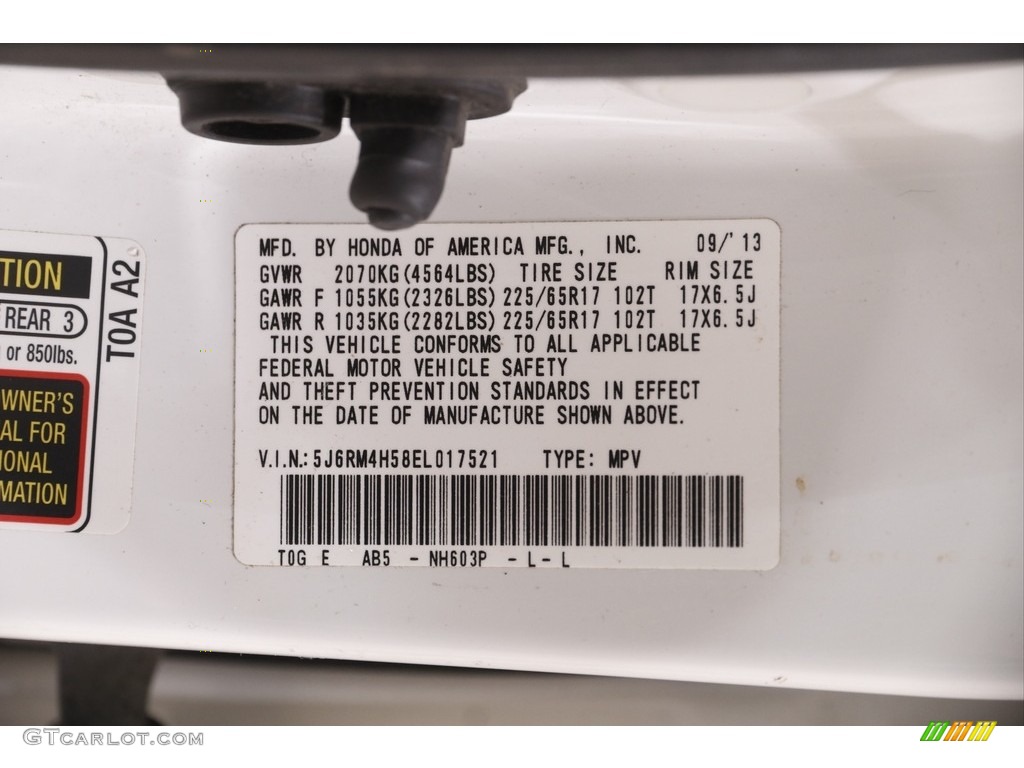 MFD. BY HONDA OF AMERICA MFG., INC. 09/'13
GVWR 2070KG(4564LBS) TIRE SIZE RIM SIZE
GAWR F 1055KG(2326LBS) 225/65R17 102T 17X6.5J
GAWR R 1035KG(2282LBS) 225/65R17 102T 17X6.5J
THIS VEHICLE CONFORMS TO ALL APPLICABLE
FEDERAL MOTOR VEHICLE SAFETY
AND THEFT PREVENTION STANDARDS IN EFFECT
ON THE DATE OF MANUFACTURE SHOWN ABOVE.
V.I.N.: 5J6RM4H58EL017521 TYPE: MPV
T0G E AB5 - NH603P - L - L
TION
REAR 3
or 850lbs.
T0A A2
WNER'S
AL FOR
IONAL
MATION
GTCARLOT.COM